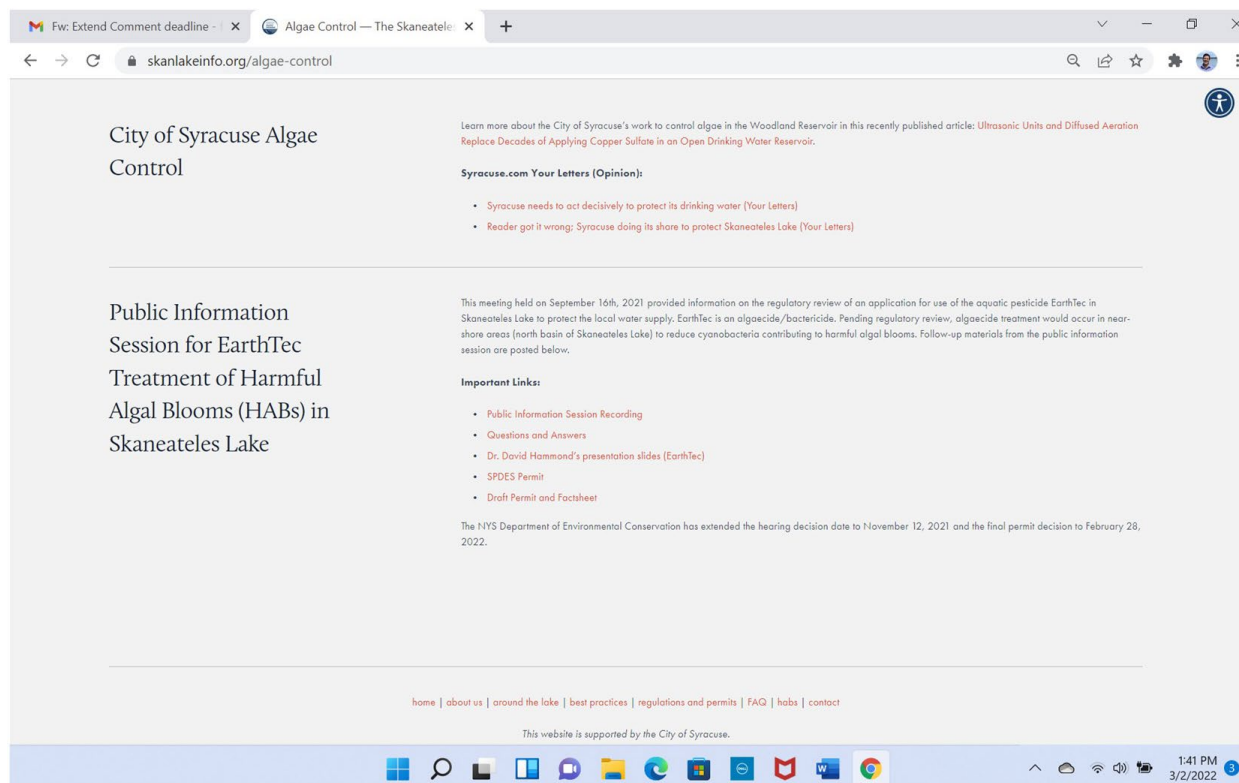 Fw: Extend Comment deadline -
Algae Control — The Skaneatele
skanlakeinfo.org/algae-control
City of Syracuse Algae
Control
Learn more about the City of Syracuse's work to control algae in the Woodland Reservoir in this recently published article: Ultrasonic Units and Diffused Aeration
Replace Decades of Applying Copper Sulfate in an Open Drinking Water Reservoir.
Syracuse.com Your Letters (Opinion):
• Syracuse needs to act decisively to protect its drinking water (Your Letters)
• Reader got it wrong; Syracuse doing its share to protect Skaneateles Lake (Your Letters)
Public Information
Session for EarthTec
Treatment of Harmful
Algal Blooms (HABs) in
Skaneateles Lake
This meeting held on September 16th, 2021 provided information on the regulatory review of an application for use of the aquatic pesticide EarthTec in
Skaneateles Lake to protect the local water supply. EarthTec is an algaecide/bactericide. Pending regulatory review, algaecide treatment would occur in near-
shore areas (north basin of Skaneateles Lake) to reduce cyanobacteria contributing to harmful algal blooms. Follow-up materials from the public information
session are posted below.
Important Links:
• Public Information Session Recording
• Questions and Answers
• Dr. David Hammond's presentation slides (EarthTec)
• SPDES Permit
• Draft Permit and Factsheet
The NYS Department of Environmental Conservation has extended the hearing decision date to November 12, 2021 and the final permit decision to February 28,
2022.
home | about us | around the lake | best practices | regulations and permits | FAQ | habs | contact
This website is supported by the City of Syracuse.
1:41 PM
3/2/2022
3